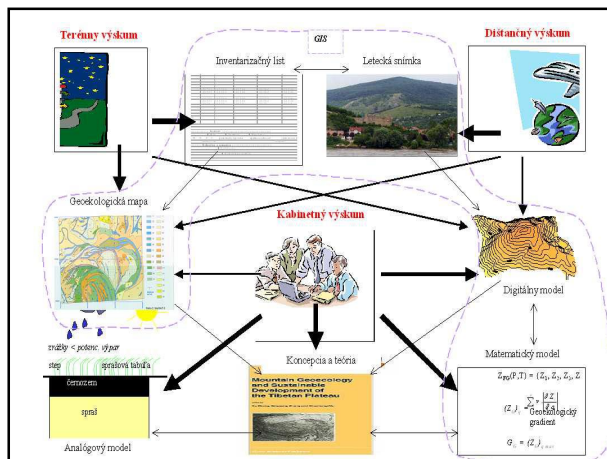 GIS
Terénny výskum
Dištančný výskum
Inventarizačný list
Letecká snímka
Geoekologická mapa
Kabinetný výskum
Digitálny model
zrážky < potenc. výpar
step
sprašová tabuľa
černozem
spraš
Analógový model
Koncepcia a teória
Mountain Geoecology
and Sustainable
Development of
the Tibetan Plateau
Matematický model
Geoekologický
gradient